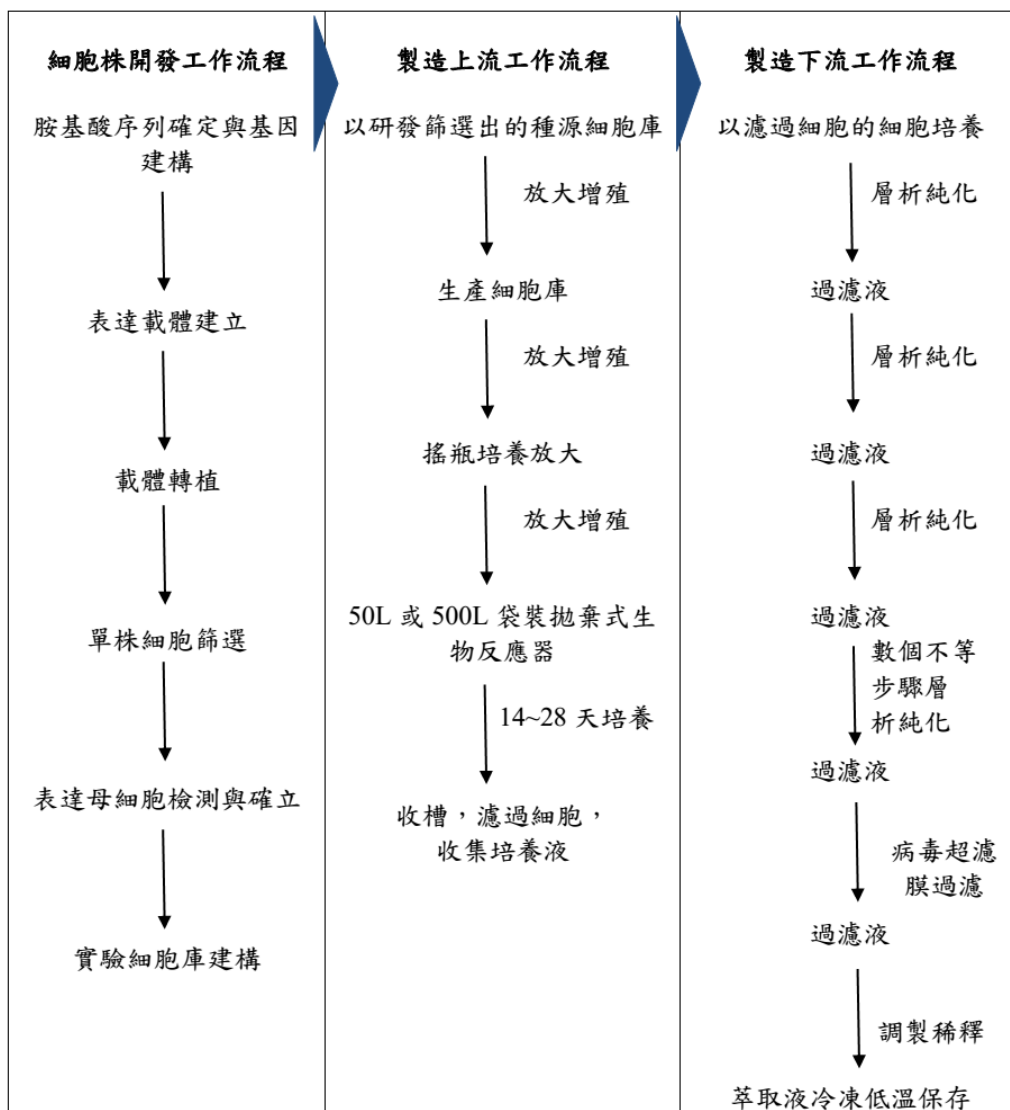 細胞株開發工作流程
胺基酸序列確定與基因
建構
表達載體建立
載體轉植
單株細胞篩選
表達母細胞檢測與確立
實驗細胞庫建構
製造上流工作流程
以研發篩選出的種源細胞庫
放大增殖
生產細胞庫
放大增殖
搖瓶培養放大
放大增殖
50L 或 500L 袋裝拋棄式生
物反應器
14~28 天培養
收槽，濾過細胞，
收集培養液
製造下流工作流程
以濾過細胞的細胞培養
層析純化
過濾液
層析純化
過濾液
層析純化
過濾液
數個不等
步驟層
析純化
過濾液
病毒超濾
膜過濾
過濾液
調製稀釋
萃取液冷凍低溫保存